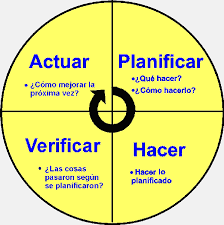 Actuar
• ¿Cómo mejorar la
próxima vez?
Planificar
•¿Qué hacer?
•¿Cómo hacerlo?
Verificar
• ¿Las cosas
pasaron según
se planificaron?
Hacer
•Hacer lo
planificado